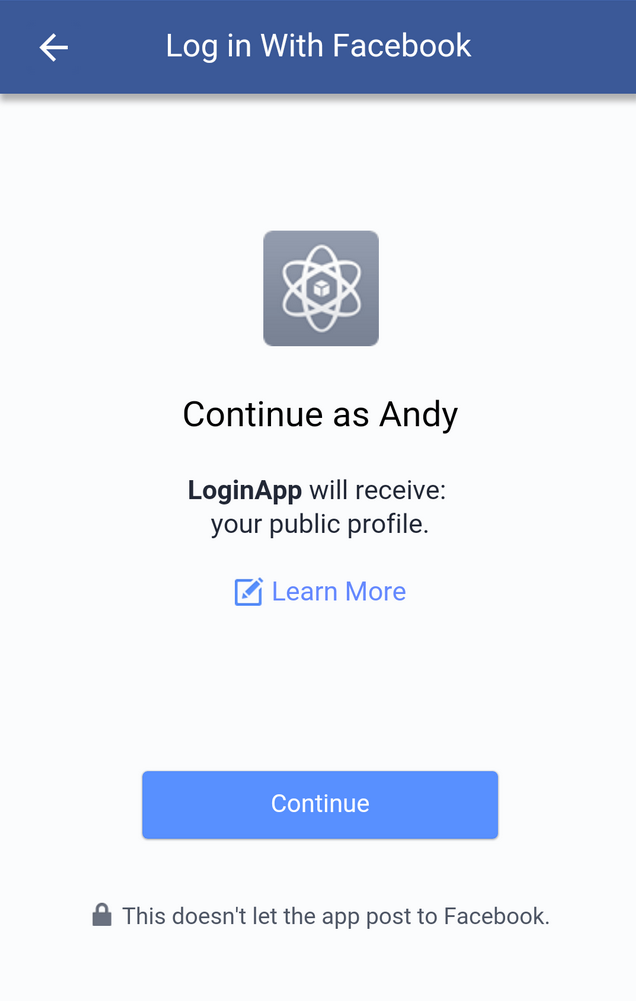 Log in With Facebook
Continue as Andy
LoginApp will receive:
your public profile.
Learn More
Continue
This doesn't let the app post to Facebook.